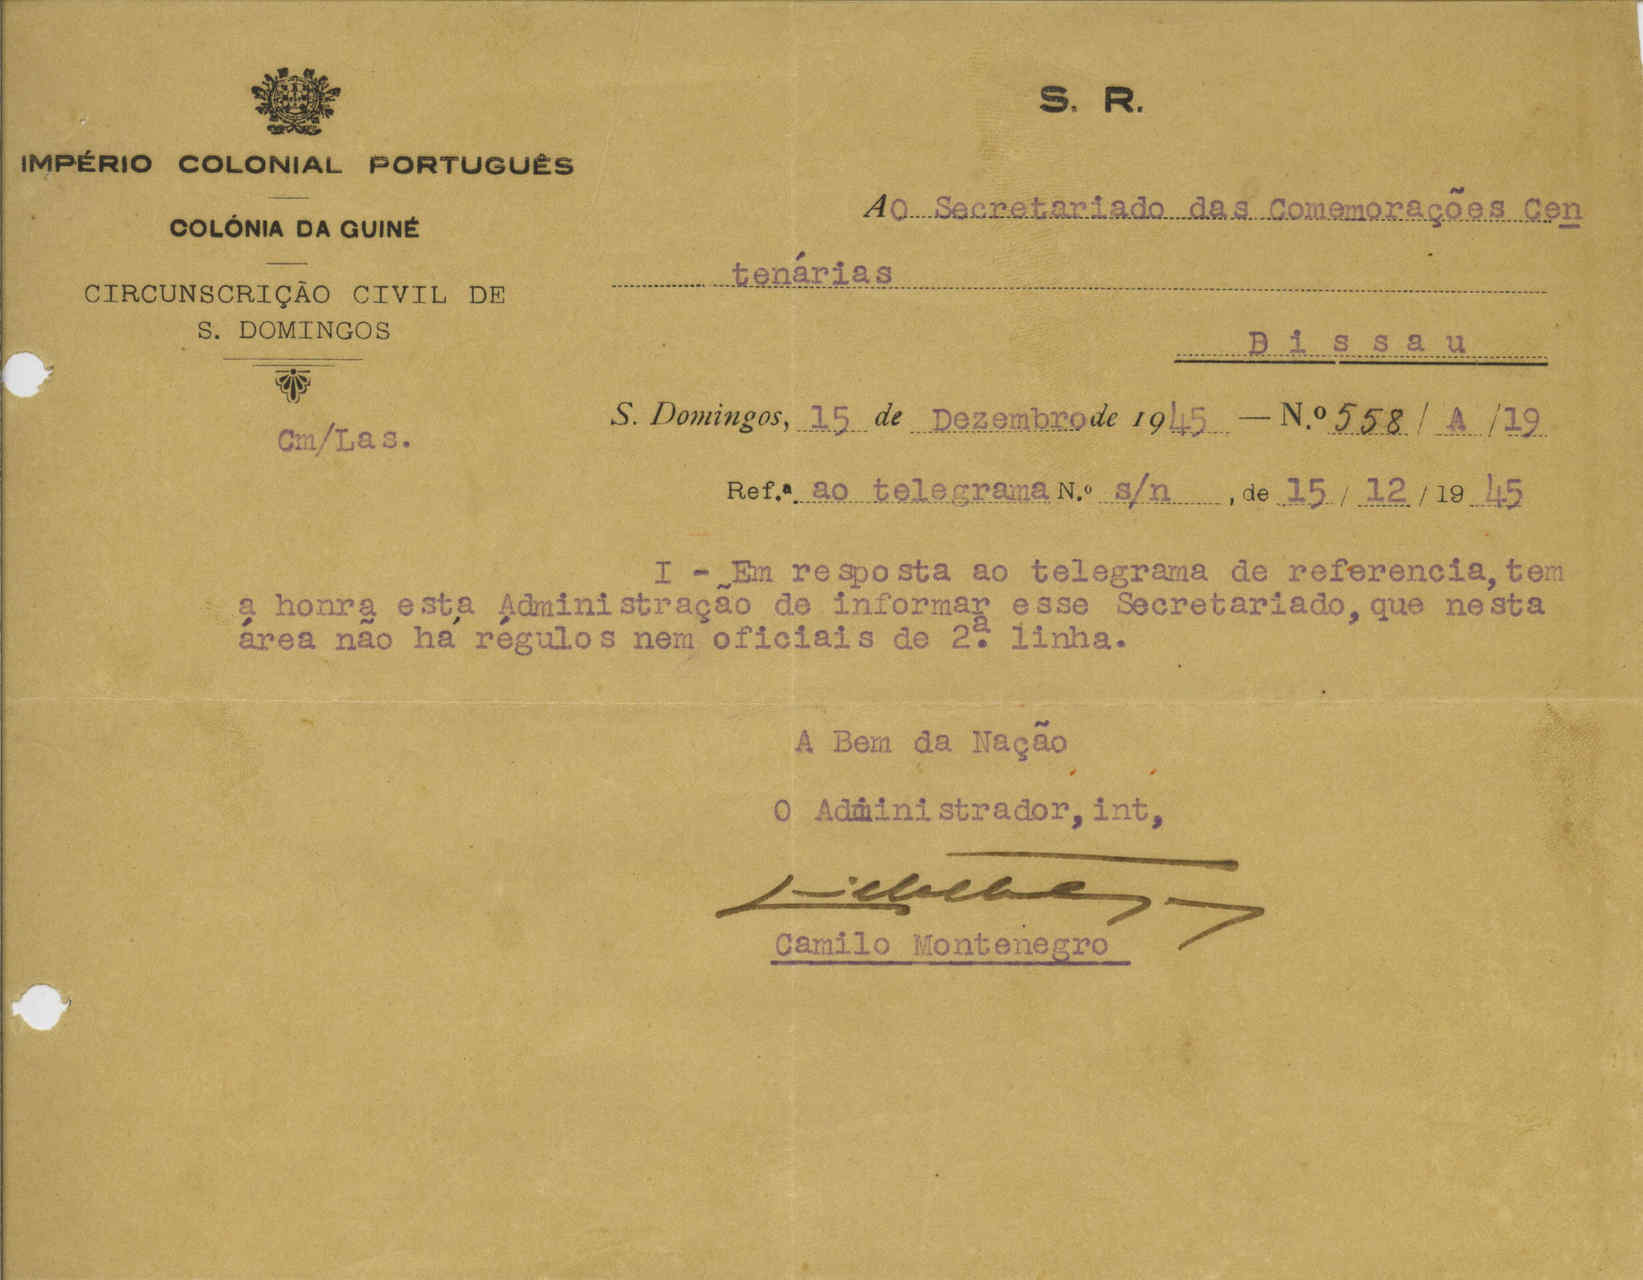 S. R.
IMPÉRIO COLONIAL PORTUGUÊS
COLÓNIA DA GUINÉ
CIRCUNSCRIÇÃO CIVIL DE
S. DOMINGOS
Cm/Las.
Ao Secretariado das Comemorações Cen
tenárias
Bissau
S. Domingos, 15 de Dezembro de 1945 — N.º 558 / A /19
Ref.ª ao telegrama N.º s/n , de 15 / 12 / 19 45
I - Em resposta ao telegrama de referencia, tem
a honra esta Administração de informar esse Secretariado, que nesta
área não há régulos nem oficiais de 2ª. linha.
A Bem da Nação
O Administrador, int,
Camilo Montenegro